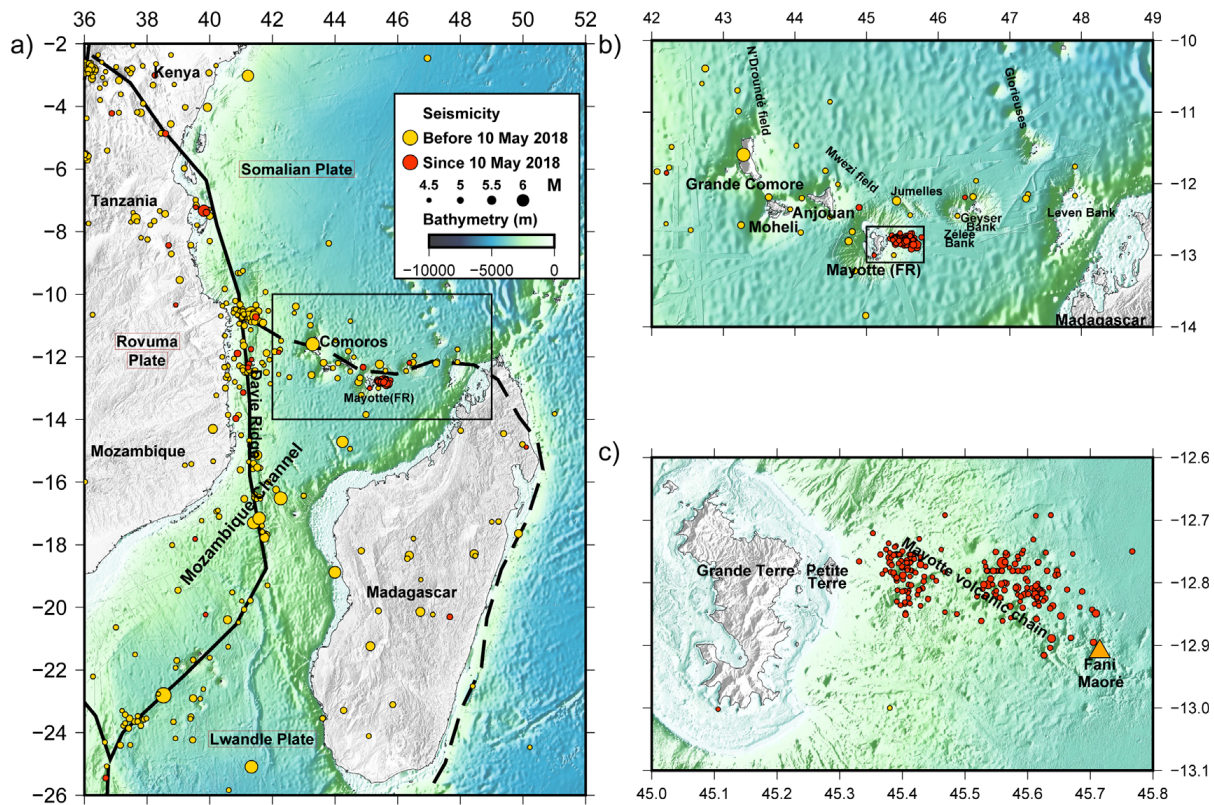 a)
36 38 40 42 44 46 48 50 52
−2
−4
−6
−8
−10
−12
−14
−16
−18
−20
−22
−24
−26
Kenya
Seismicity
Before 10 May 2018
Since 10 May 2018
4.5 5 5.5 6 M
Bathymetry (m)
−10000 −5000 0
Somalian Plate
Tanzania
Rovuma
Plate
Comoros
Mayotte(FR)
Davie Ridge
Mozambique
Mozambique Channel
Madagascar
Lwandle Plate
b)
42 43 44 45 46 47 48 49
−10
−11
−12
−13
−14
N'Drounde field
Glorieuses
Mwezi field
Grande Comore
Jumelles
Anjouan
Moheli
Geyser
Bank
Zélée
Bank
Leven Bank
Mayotte (FR)
Madagascar
c)
−12.6
−12.7
−12.8
−12.9
−13.0
−13.1
Grande Terre
Petite
Terre
Mayotte volcanic chain
Fani
Maoré
45.0 45.1 45.2 45.3 45.4 45.5 45.6 45.7 45.8